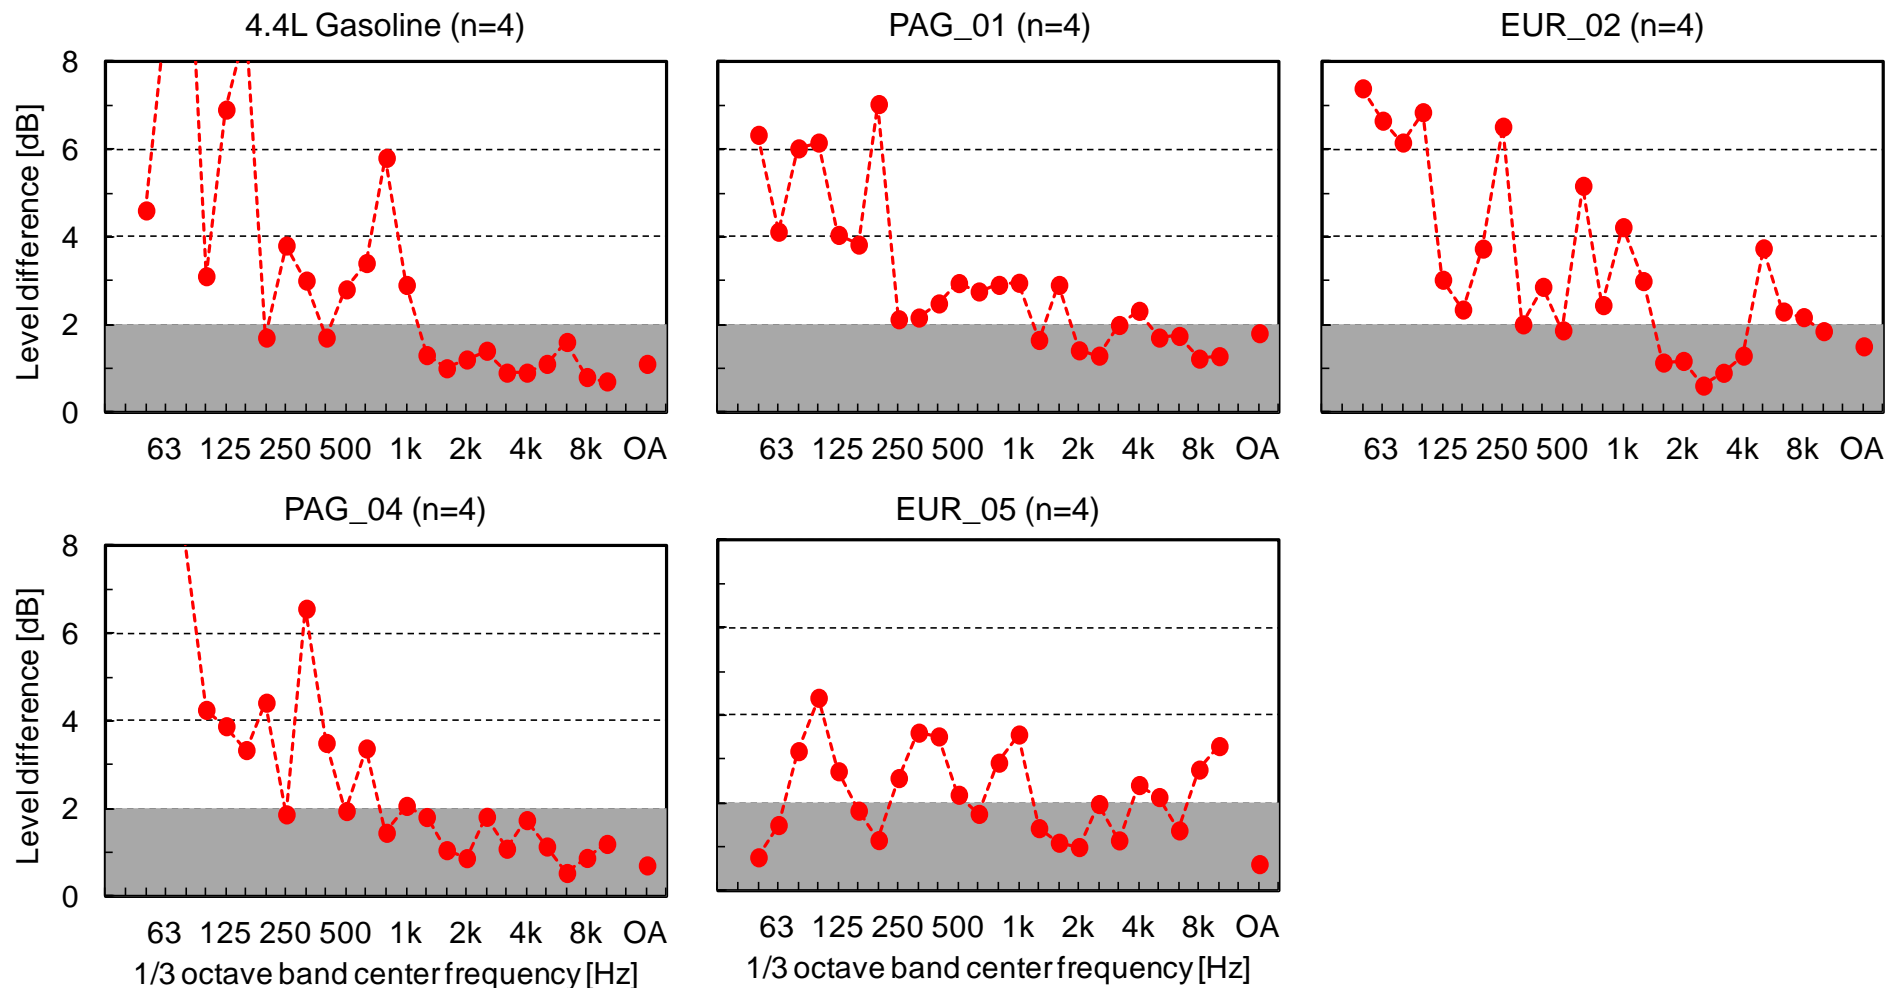 4.4L Gasoline (n=4)
PAG_01 (n=4)
EUR_02 (n=4)
Level difference [dB]
8
6
4
2
0
63 125 250 500 1k 2k 4k 8k OA
63 125 250 500 1k 2k 4k 8k OA
63 125 250 500 1k 2k 4k 8k OA
PAG_04 (n=4)
EUR_05 (n=4)
Level difference [dB]
8
6
4
2
0
63 125 250 500 1k 2k 4k 8k OA
63 125 250 500 1k 2k 4k 8k OA
1/3 octave band center frequency [Hz]
1/3 octave band center frequency [Hz]